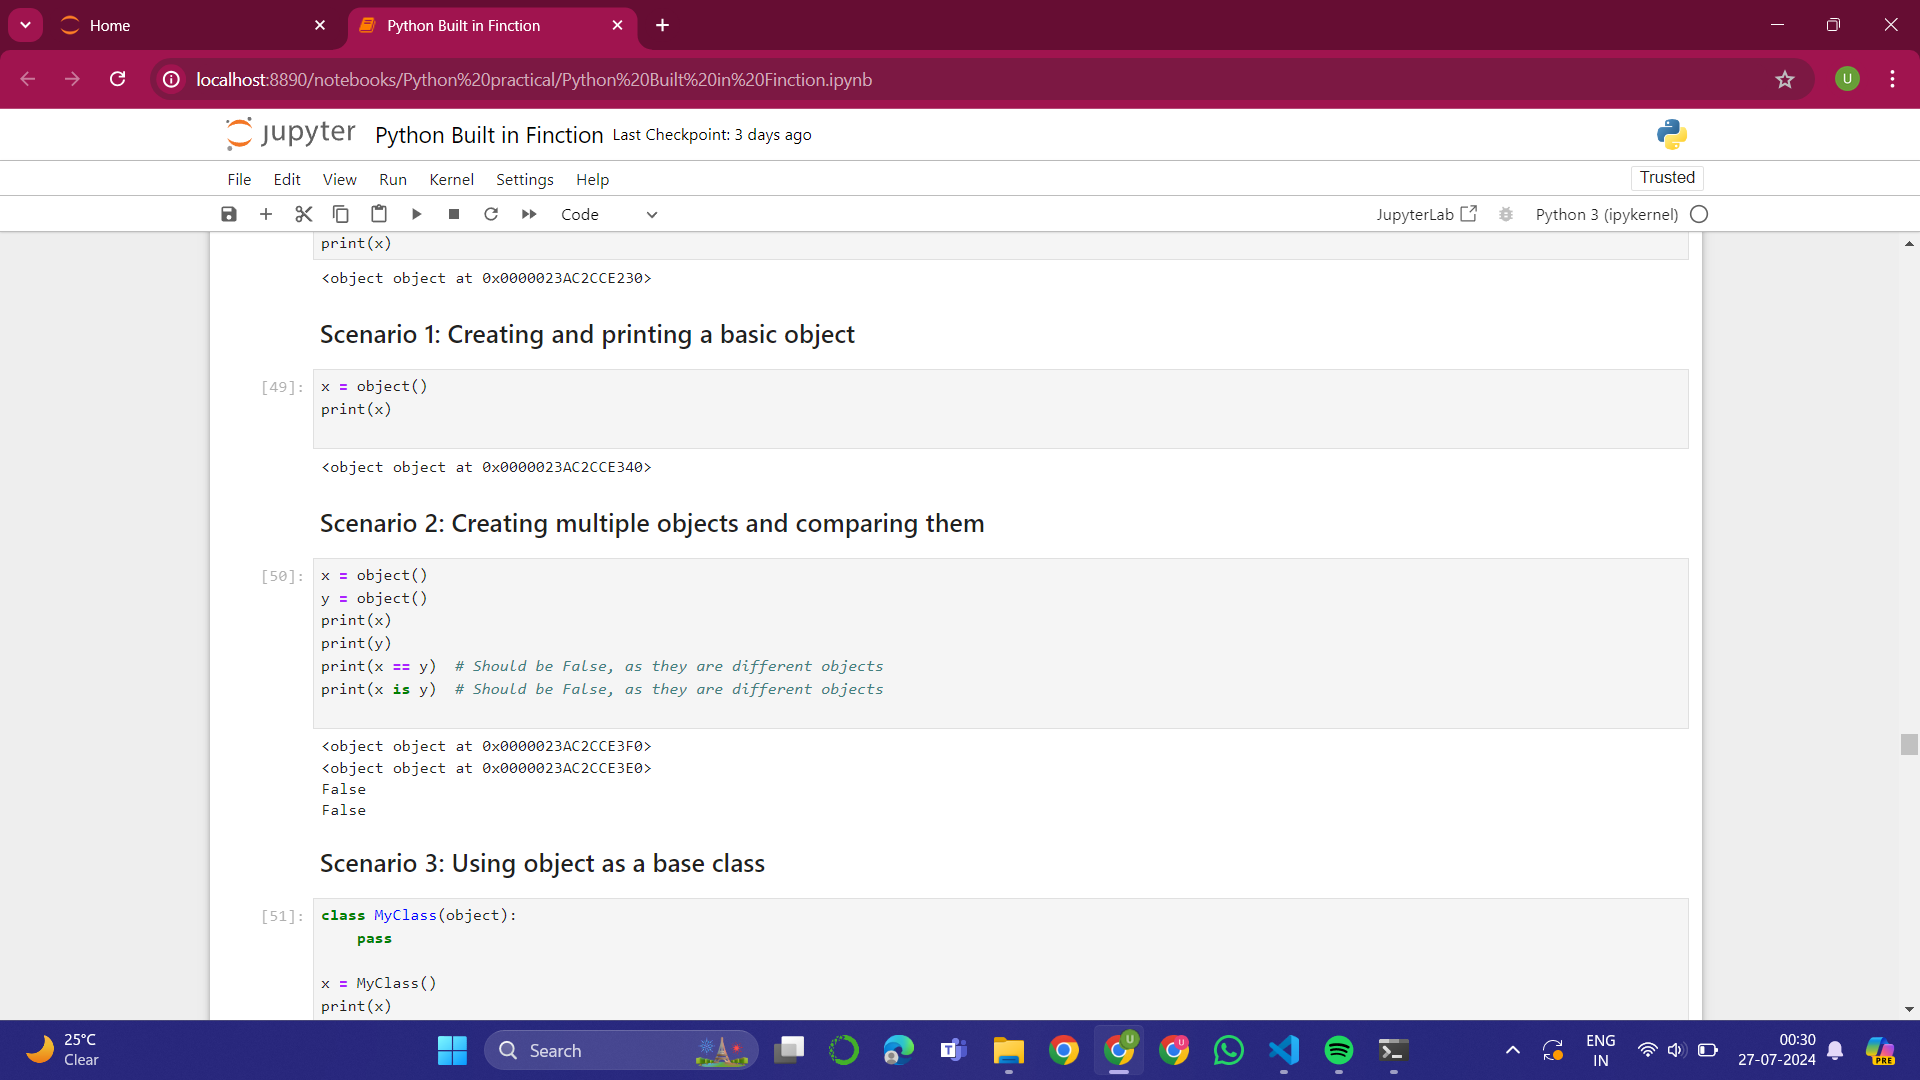 Home
Python Built in Finction
localhost:8890/notebooks/Python%20practical/Python%20Built%20in%20Finction.ipynb
U
jupyter Python Built in Finction Last Checkpoint: 3 days ago
File Edit View Run Kernel Settings Help
Trusted
Code
JupyterLab Python 3 (ipykernel)
print(x)
<object object at 0x0000023AC2CCE230>
Scenario 1: Creating and printing a basic object
[49]: x = object()
print(x)
<object object at 0x0000023AC2CCE340>
Scenario 2: Creating multiple objects and comparing them
[50]: x = object()
y = object()
print(x)
print(y)
print(x == y)  # Should be False, as they are different objects
print(x is y)  # Should be False, as they are different objects
<object object at 0x0000023AC2CCE3F0>
<object object at 0x0000023AC2CCE3E0>
False
False
Scenario 3: Using object as a base class
[51]: class MyClass(object):
    pass
x = MyClass()
print(x)
25°C
Clear
Search
U
U
ENG
IN
00:30
27-07-2024
PRE